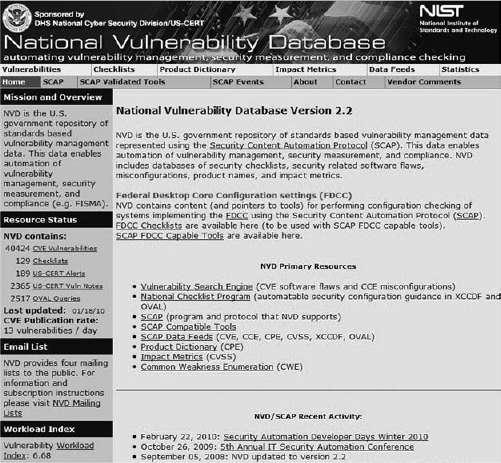 Sponsored by
DHS National Cyber Security Division/US-CERT
NIST
National Institute of
Standards and Technology
National Vulnerability Database
automating vulnerability management, security measurement, and compliance checking
Vulnerabilities Checklists Product Dictionary Impact Metrics Data Feeds Statistics
Home SCAP SCAP Validated Tools SCAP Events About Contact Vendor Comments
Mission and Overview
NVD is the U.S.
government repository of
standards based
vulnerability management
data. This data enables
automation of
vulnerability
management, security
measurement, and
compliance (e.g. FISMA).
Resource Status
NVD contains:
40424 CVE Vulnerabilities
129 Checklists
189 US-CERT Alerts
2365 US-CERT Vuln Notes
2517 OVAL Queries
Last updated: 01/18/10
CVE Publication rate:
13 vulnerabilities / day
Email List
NVD provides four mailing
lists to the public. For
information and
subscription instructions
please visit NVD Mailing
Lists
Workload Index
Vulnerability Workload
Index: 6.68
National Vulnerability Database Version 2.2
NVD is the U.S. government repository of standards based vulnerability management data
represented using the Security Content Automation Protocol (SCAP). This data enables
automation of vulnerability management, security measurement, and compliance. NVD
includes databases of security checklists, security related software flaws,
misconfigurations, product names, and impact metrics.
Federal Desktop Core Configuration settings (FDCC)
NVD contains content (and pointers to tools) for performing configuration checking of
systems implementing the FDCC using the Security Content Automation Protocol (SCAP).
FDCC Checklists are available here (to be used with SCAP FDCC capable tools).
SCAP FDCC Capable Tools are available here.
NVD Primary Resources
• Vulnerability Search Engine (CVE software flaws and CCE misconfigurations)
• National Checklist Program (automatable security configuration guidance in XCCDF and
OVAL)
• SCAP (program and protocol that NVD supports)
• SCAP Compatible Tools
• SCAP Data Feeds (CVE, CCE, CPE, CVSS, XCCDF, OVAL)
• Product Dictionary (CPE)
• Impact Metrics (CVSS)
• Common Weakness Enumeration (CWE)
NVD/SCAP Recent Activity:
• February 22, 2010: Security Automation Developer Days Winter 2010
• October 26, 2009: 5th Annual IT Security Automation Conference
• September 05, 2008: NVD updated to version 2.2